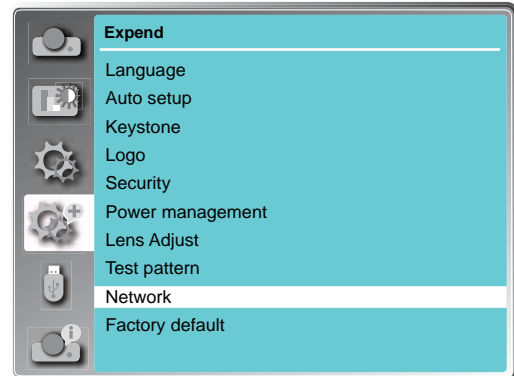 Expend
Language
Auto setup
Keystone
Logo
Security
Power management
Lens Adjust
Test pattern
Network
Factory default